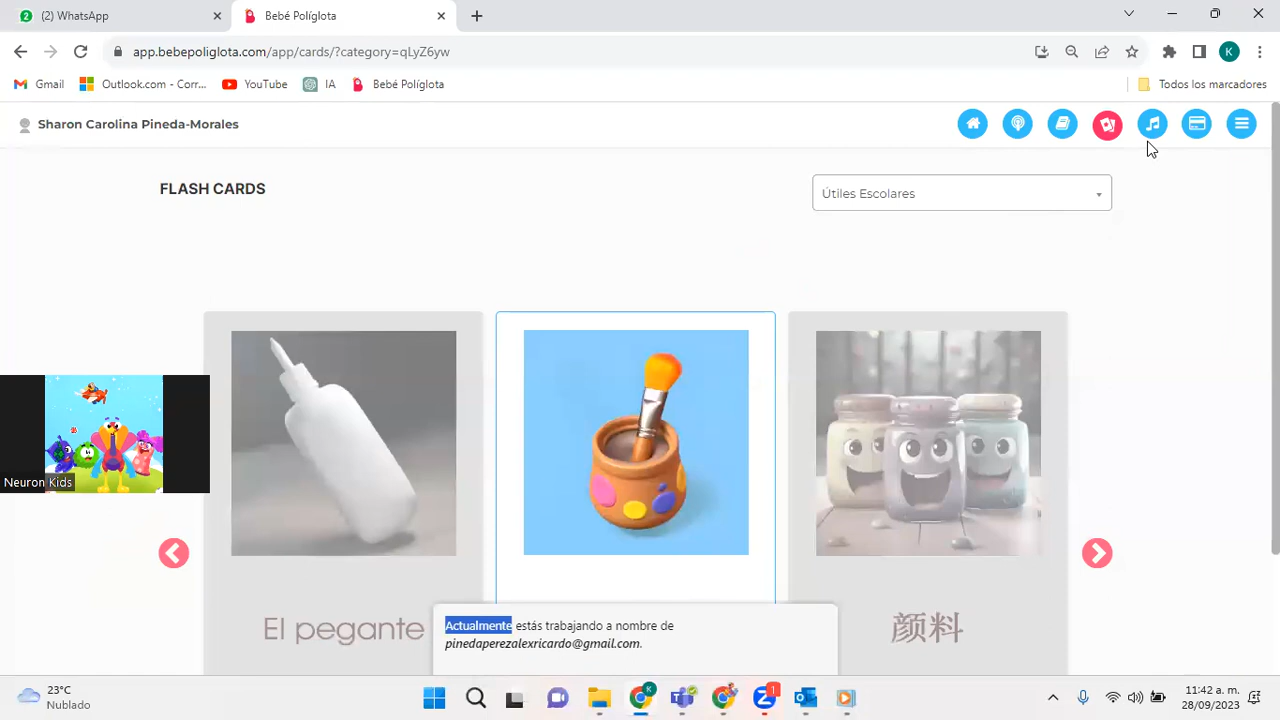 (2) WhatsApp
Bebé Políglota
app.bebepoliglota.com/app/cards/?category=qLyZ6yw
K
Gmail
Outlook.com - Corr...
YouTube
IA
Bebé Políglota
Todos los marcadores
Sharon Carolina Pineda-Morales
FLASH CARDS
Útiles Escolares
Neuron Kids
El pegante
颜料
Actualmente estás trabajando a nombre de
pinedaperezalexricardo@gmail.com.
23°C
Nublado
11:42 a. m.
28/09/2023